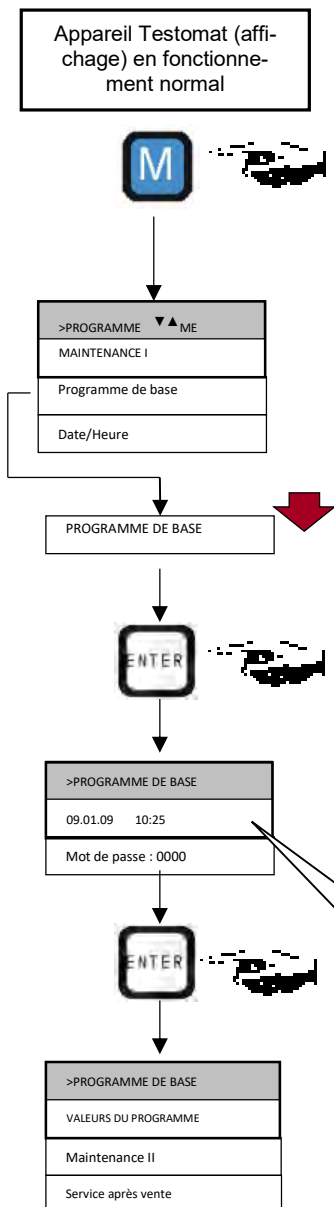 Appareil Testomat (affi-
chage) en fonctionne-
ment normal
M
>PROGRAMME ▼▲ ME
MAINTENANCE I
Programme de base
Date/Heure
PROGRAMME DE BASE
ENTER
>PROGRAMME DE BASE
09.01.09 10:25
Mot de passe : 0000
ENTER
>PROGRAMME DE BASE
VALEURS DU PROGRAMME
Maintenance II
Service après vente